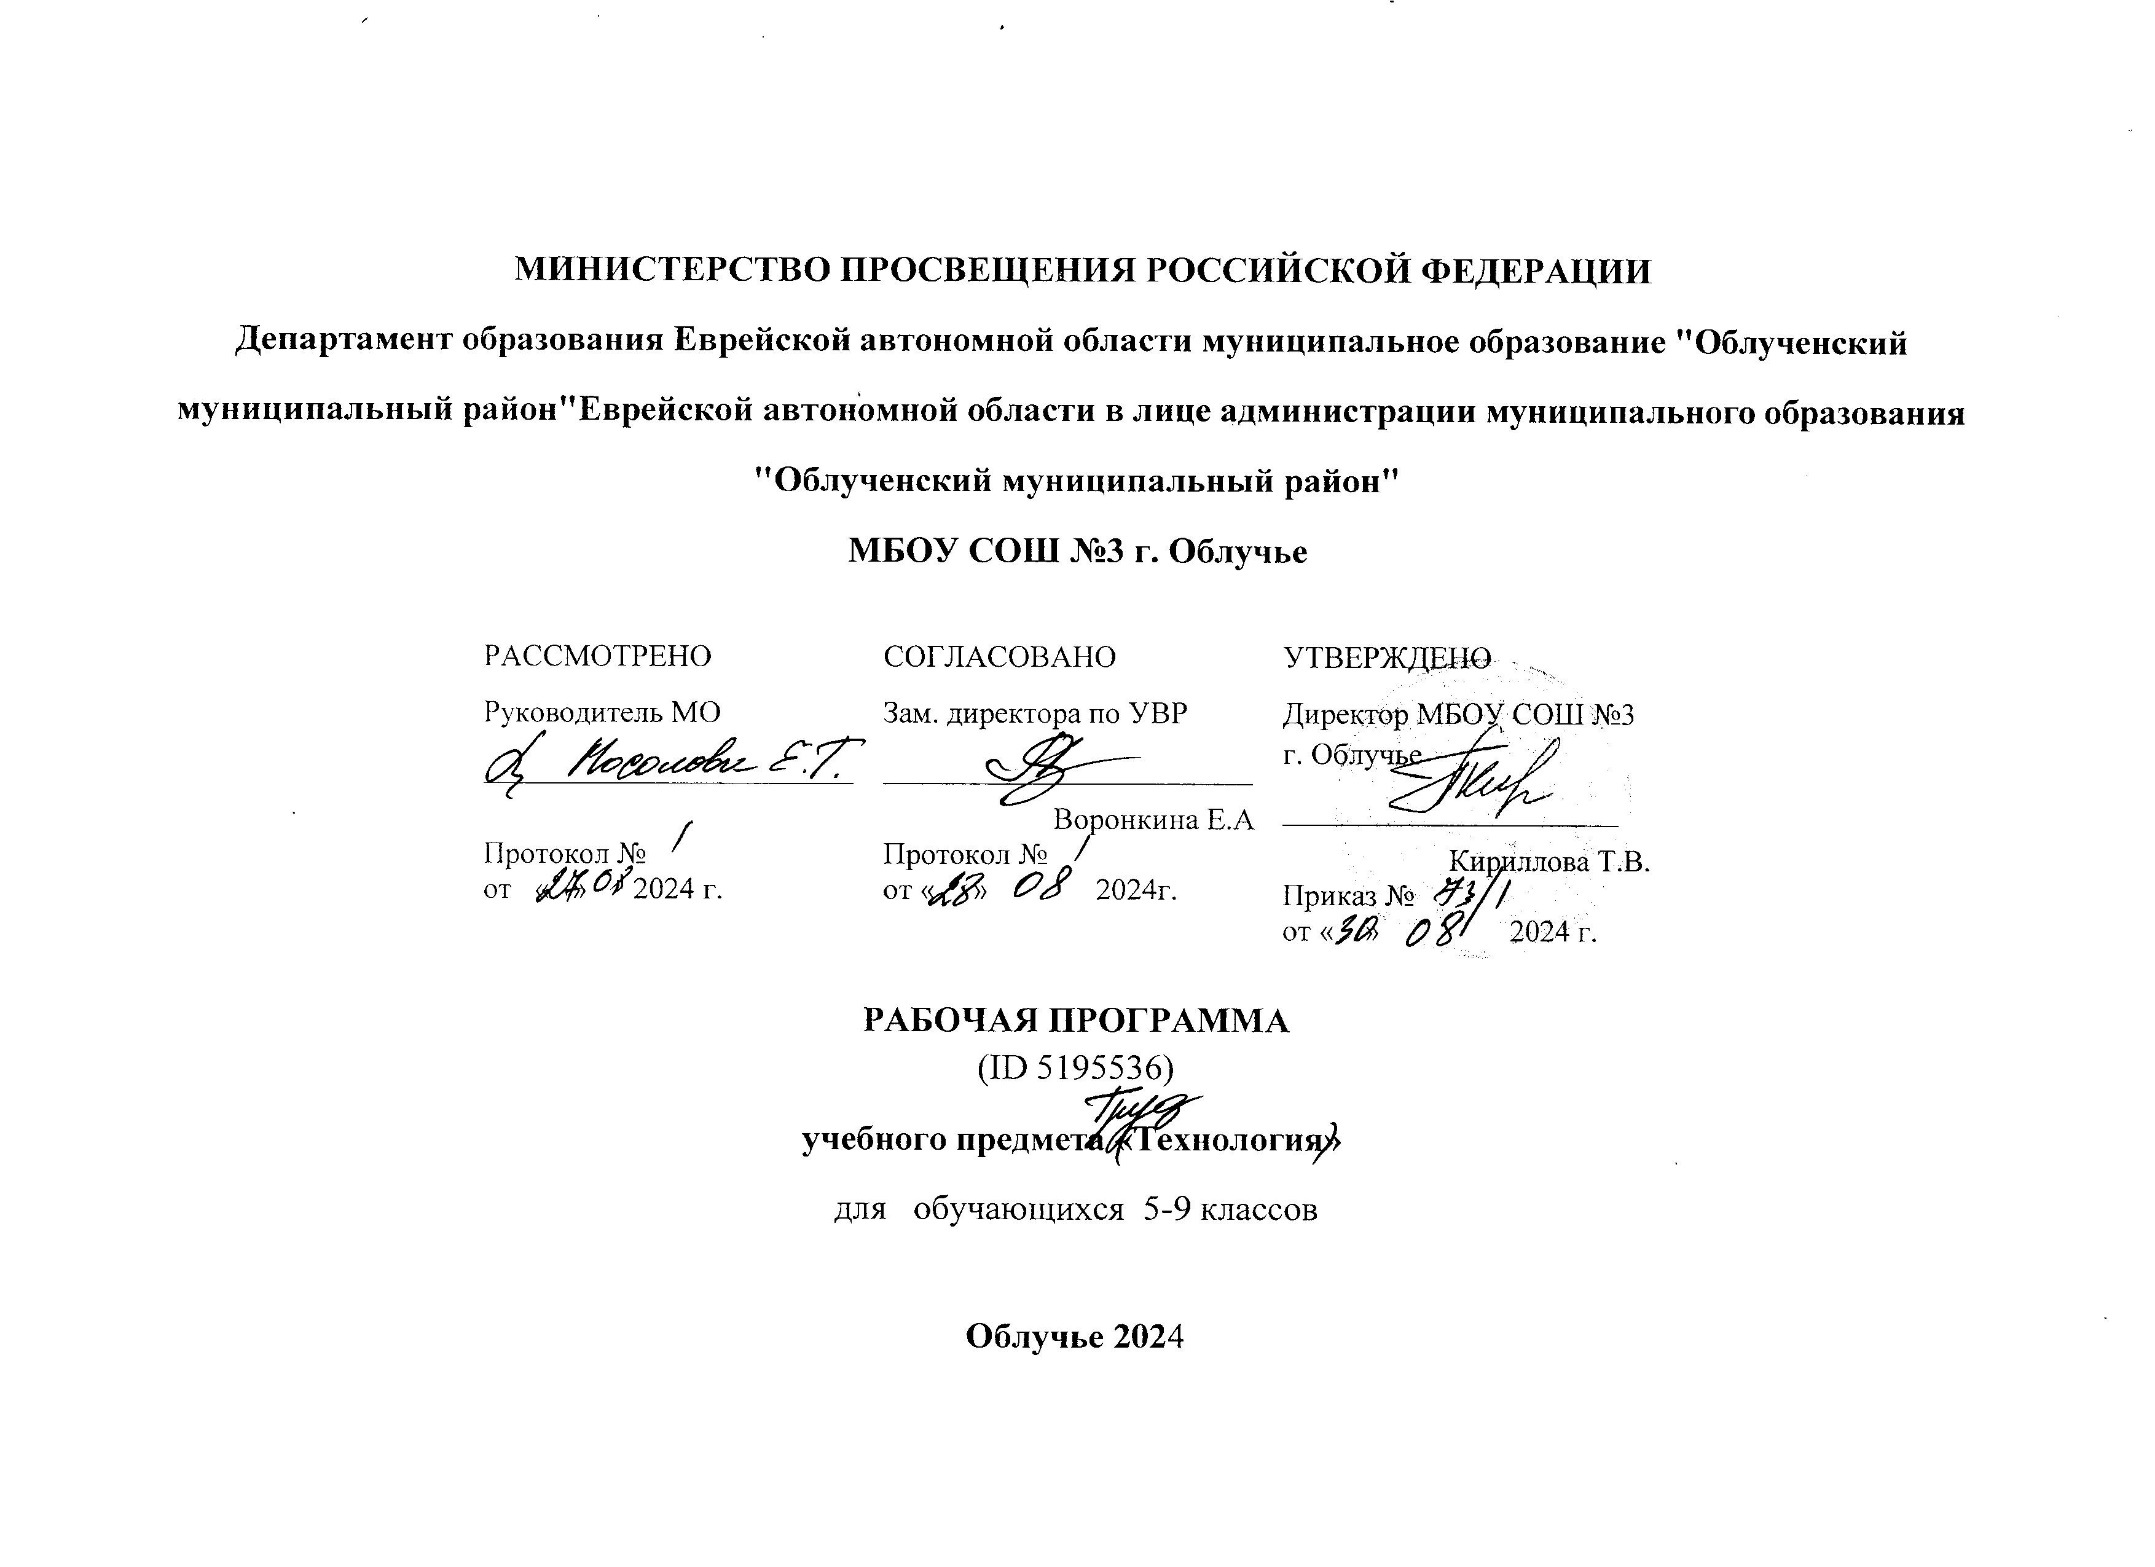 МИНИСТЕРСТВО ПРОСВЕЩЕНИЯ РОССИЙСКОЙ ФЕДЕРАЦИИ
Департамент образования Еврейской автономной области муниципальное образование "Облученский
муниципальный район"Еврейской автономной области в лице администрации муниципального образования
"Облученский муниципальный район"
МБОУ СОШ №3 г. Облучье
РАССМОТРЕНО
Руководитель МО
Е.Г.
Протокол № 1
от «27» 08 2024 г.
СОГЛАСОВАНО
Зам. директора по УВР
Воронкина Е.А
Протокол № 1
от «28» 08 2024г.
УТВЕРЖДЕНО
Директор МБОУ СОШ №3
г. Облучье
Кириллова Т.В.
Приказ № 73/1
от «30» 08 2024 г.
РАБОЧАЯ ПРОГРАММА
(ID 5195536)
учебного предмета «Труд (Технология)»
для обучающихся 5-9 классов
Облучье 2024